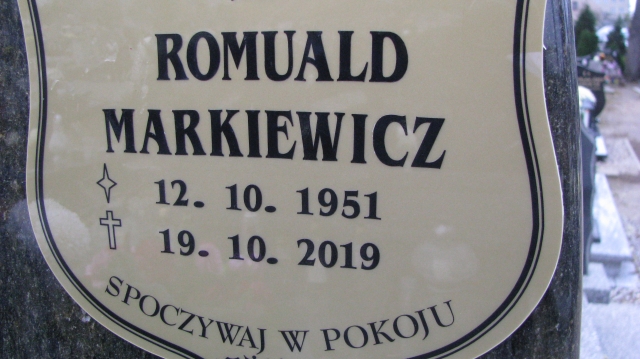 ROMUALD
MARKIEWICZ
12. 10. 1951
19. 10. 2019
SPOCZYWAJ W POKOJU